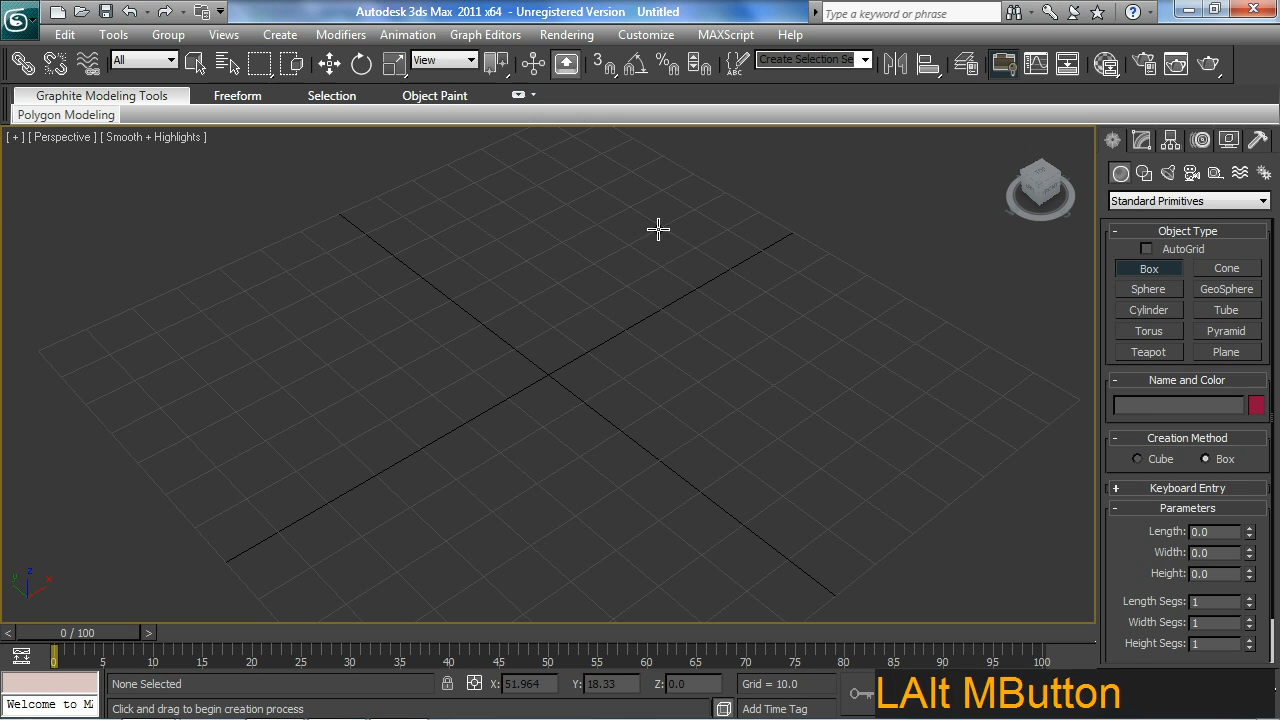 Autodesk 3ds Max 2011 x64 - Unregistered Version Untitled
Type a keyword or phrase
Edit Tools Group Views Create Modifiers Animation Graph Editors Rendering Customize MAXScript Help
All View 3 Create Selection Se
Graphite Modeling Tools Freeform Selection Object Paint
Polygon Modeling
[ + ] [ Perspective ] [ Smooth + Highlights ]
Standard Primitives
- Object Type
AutoGrid
Box Cone
Sphere GeoSphere
Cylinder Tube
Torus Pyramid
Teapot Plane
- Name and Color
- Creation Method
Cube Box
+ Keyboard Entry
- Parameters
Length: 0.0
Width: 0.0
Height: 0.0
Length Segs: 1
Width Segs: 1
Height Segs: 1
z
y x
< 0 / 100 >
0 5 10 15 20 25 30 35 40 45 50 55 60 65 70 75 80 85 90 95 100
None Selected X: 51.964 Y: 18.33 Z: 0.0 Grid = 10.0
Welcome to M Click and drag to begin creation process Add Time Tag
LAlt MButton